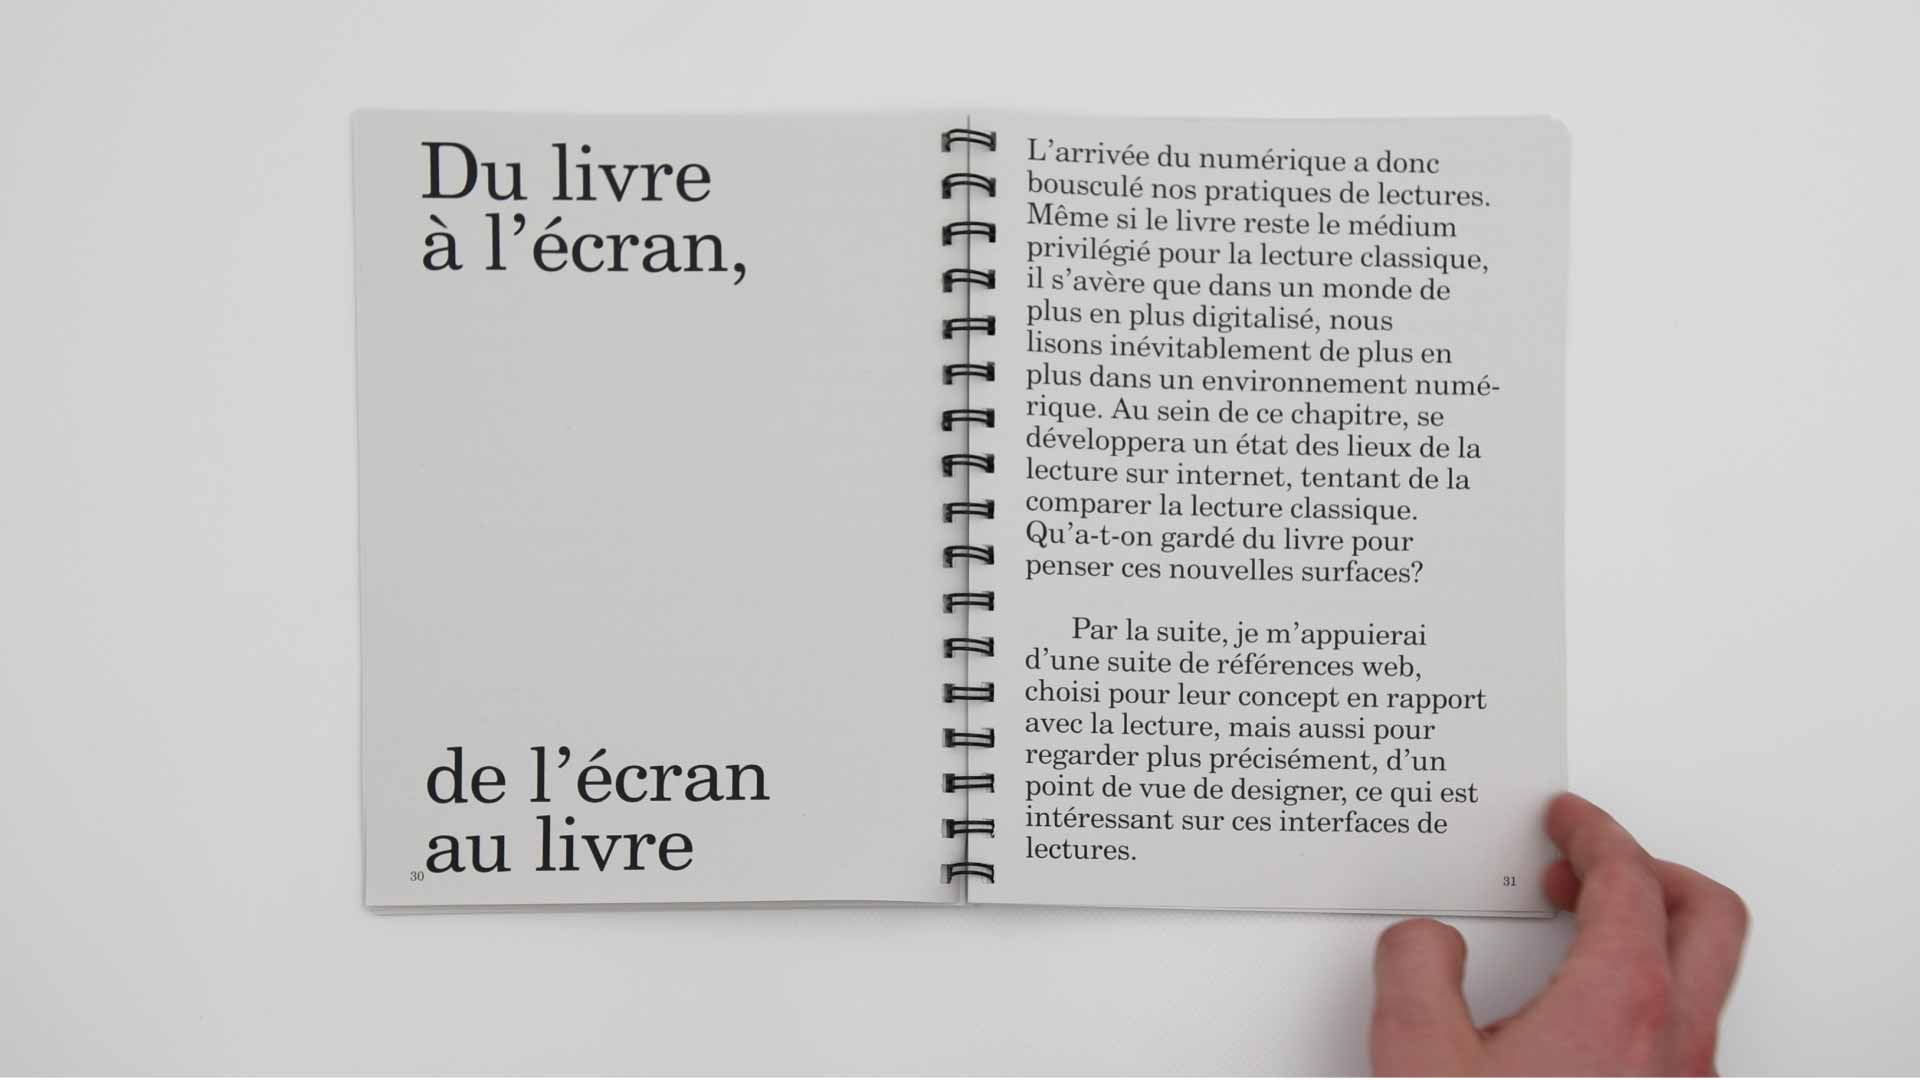 Du livre
à l’écran,
de l’écran
au livre
30
L’arrivée du numérique a donc
bousculé nos pratiques de lectures.
Même si le livre reste le médium
privilégié pour la lecture classique,
il s’avère que dans un monde de
plus en plus digitalisé, nous
lisons inévitablement de plus en
plus dans un environnement numé-
rique. Au sein de ce chapitre, se
développera un état des lieux de la
lecture sur internet, tentant de la
comparer la lecture classique.
Qu’a-t-on gardé du livre pour
penser ces nouvelles surfaces?
Par la suite, je m’appuierai
d’une suite de références web,
choisi pour leur concept en rapport
avec la lecture, mais aussi pour
regarder plus précisément, d’un
point de vue de designer, ce qui est
intéressant sur ces interfaces de
lectures.
31